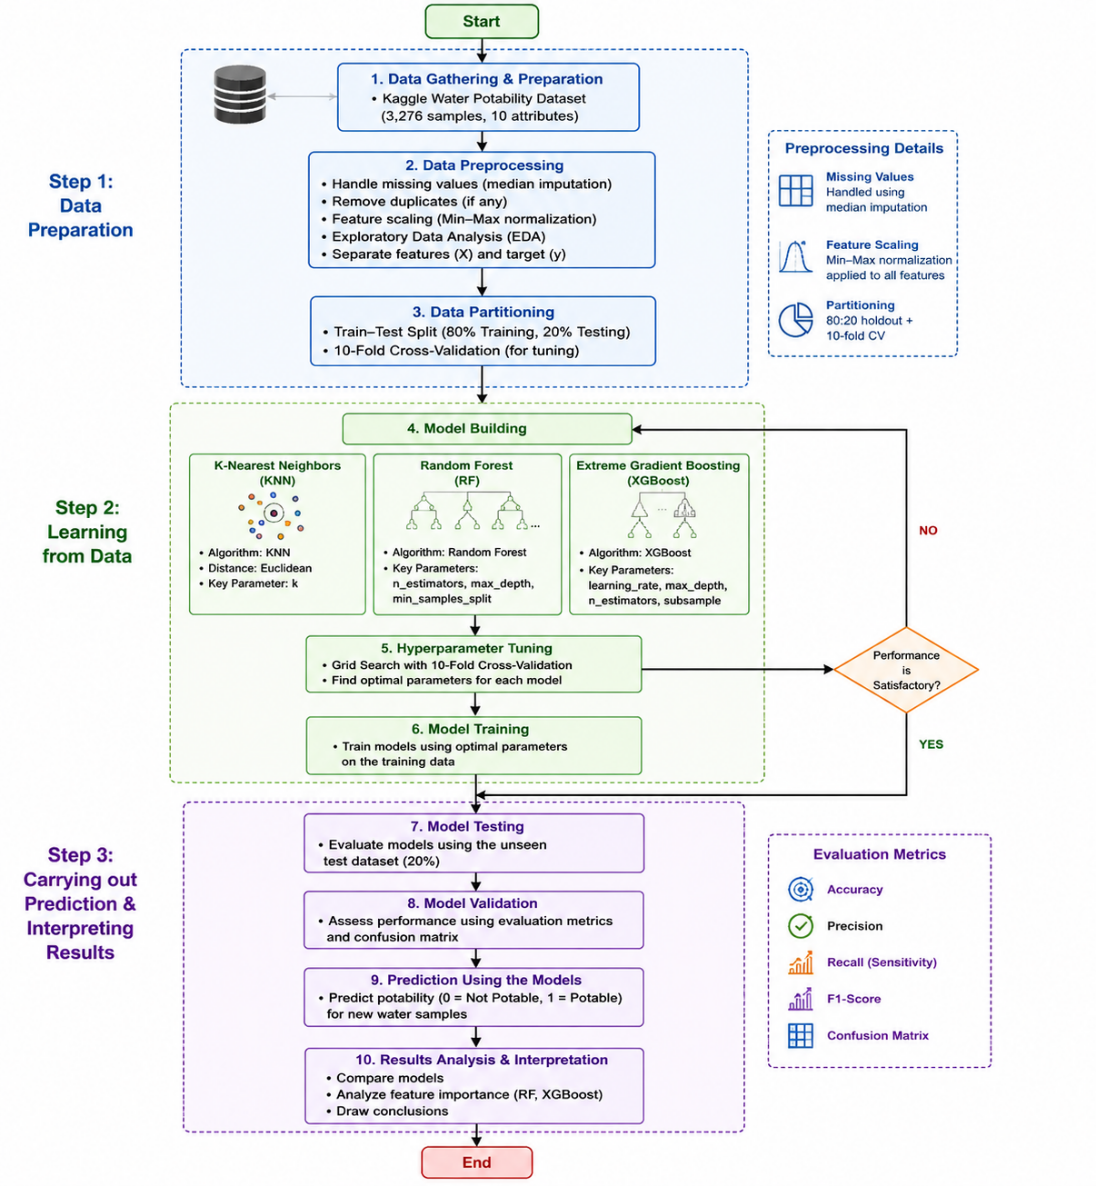 Start
Step 1:
Data
Preparation
1. Data Gathering & Preparation
• Kaggle Water Potability Dataset
(3,276 samples, 10 attributes)
2. Data Preprocessing
• Handle missing values (median imputation)
• Remove duplicates (if any)
• Feature scaling (Min–Max normalization)
• Exploratory Data Analysis (EDA)
• Separate features (X) and target (y)
3. Data Partitioning
• Train–Test Split (80% Training, 20% Testing)
• 10-Fold Cross-Validation (for tuning)
Preprocessing Details
Missing Values
Handled using
median imputation
Feature Scaling
Min–Max normalization
applied to all features
Partitioning
80:20 holdout +
10-fold CV
Step 2:
Learning
from Data
4. Model Building
K-Nearest Neighbors
(KNN)
• Algorithm: KNN
• Distance: Euclidean
• Key Parameter: k
Random Forest
(RF)
...
• Algorithm: Random Forest
• Key Parameters:
n_estimators, max_depth,
min_samples_split
Extreme Gradient Boosting
(XGBoost)
...
• Algorithm: XGBoost
• Key Parameters:
learning_rate, max_depth,
n_estimators, subsample
5. Hyperparameter Tuning
• Grid Search with 10-Fold Cross-Validation
• Find optimal parameters for each model
6. Model Training
• Train models using optimal parameters
on the training data
NO
Performance
is
Satisfactory?
YES
Step 3:
Carrying out
Prediction &
Interpreting
Results
7. Model Testing
• Evaluate models using the unseen
test dataset (20%)
8. Model Validation
• Assess performance using evaluation metrics
and confusion matrix
9. Prediction Using the Models
• Predict potability (0 = Not Potable, 1 = Potable)
for new water samples
10. Results Analysis & Interpretation
• Compare models
• Analyze feature importance (RF, XGBoost)
• Draw conclusions
Evaluation Metrics
Accuracy
Precision
Recall (Sensitivity)
F1-Score
Confusion Matrix
End